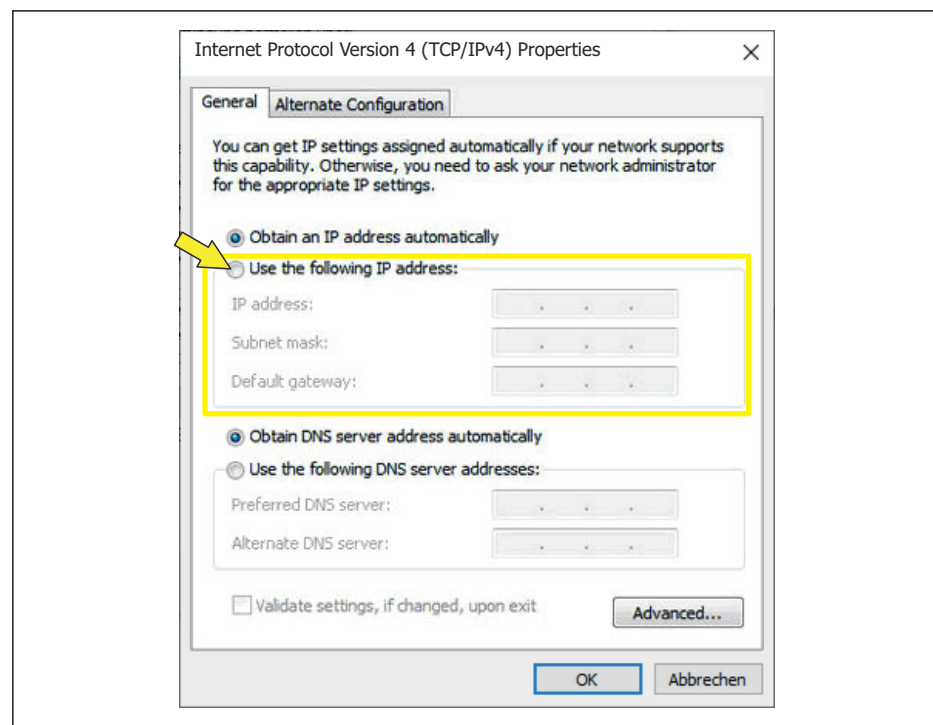 Internet Protocol Version 4 (TCP/IPv4) Properties
General
Alternate Configuration
You can get IP settings assigned automatically if your network supports
this capability. Otherwise, you need to ask your network administrator
for the appropriate IP settings.
Obtain an IP address automatically
Use the following IP address:
IP address:
Subnet mask:
Default gateway:
Obtain DNS server address automatically
Use the following DNS server addresses:
Preferred DNS server:
Alternate DNS server:
Validate settings, if changed, upon exit
Advanced...
OK
Abbrechen